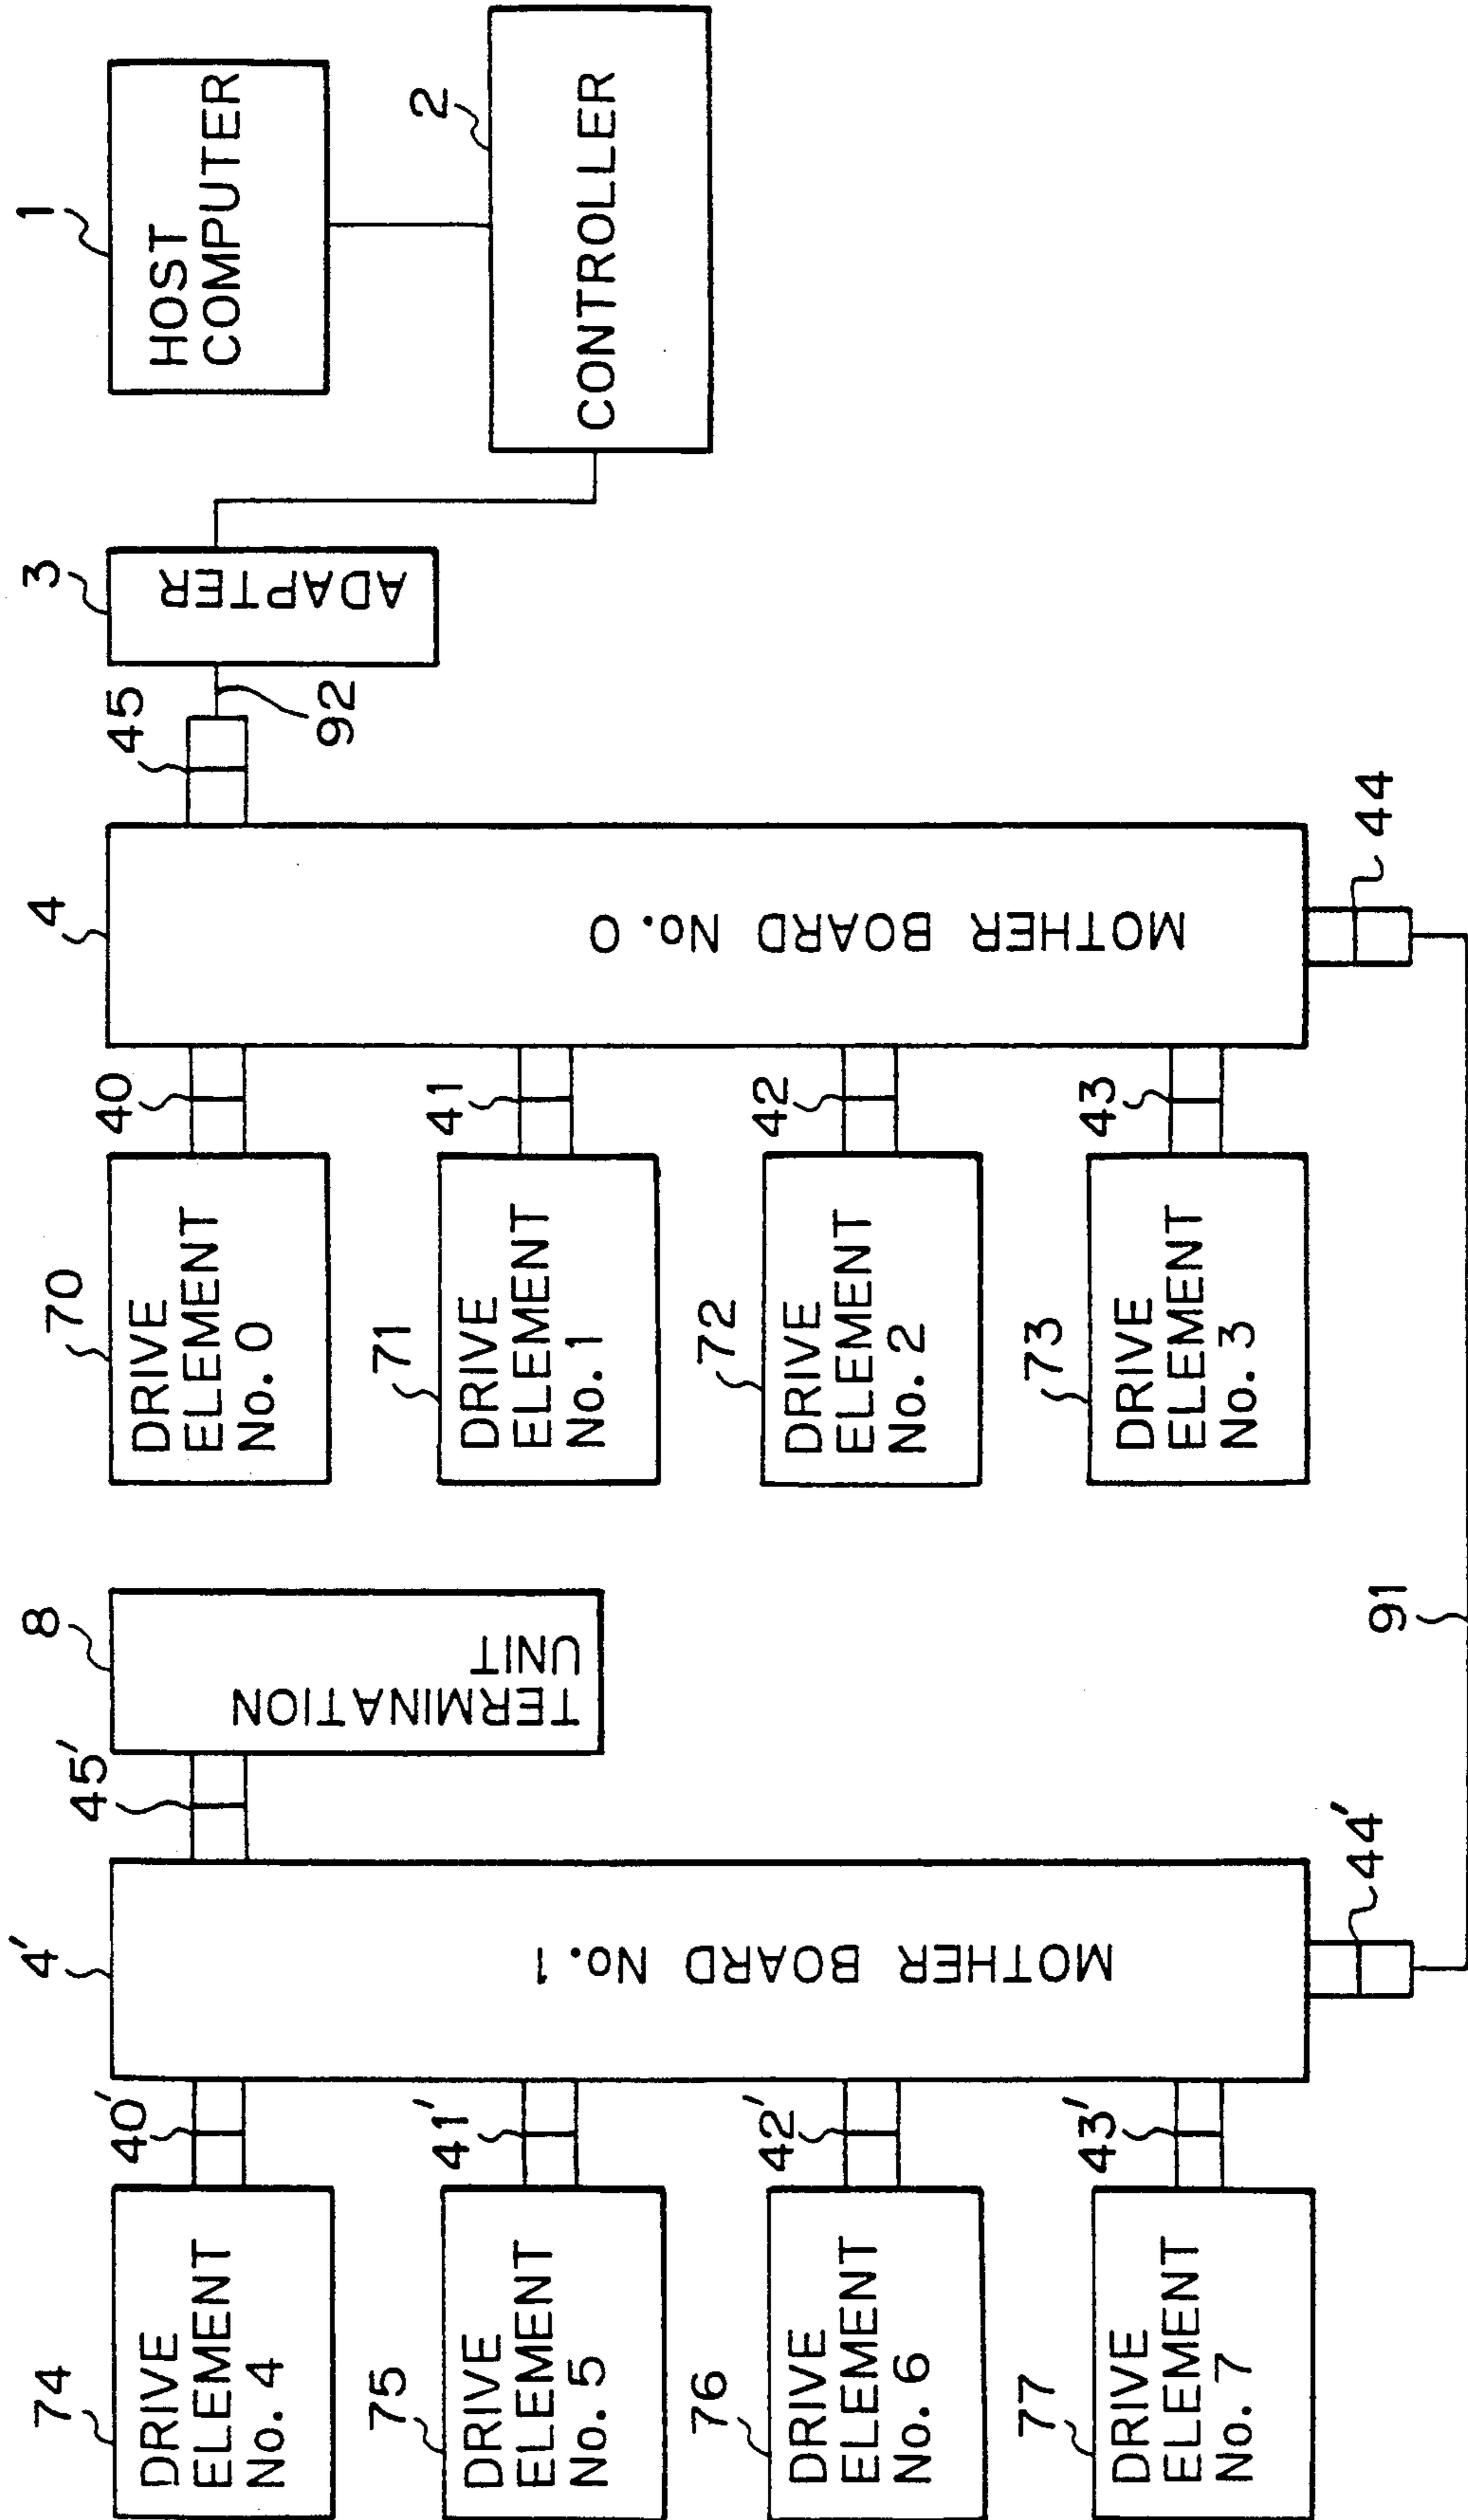 74
DRIVE
ELEMENT
No. 4
40'
4'
45'
8
TERMINATION
UNIT
70
DRIVE
ELEMENT
No. 0
40
4
45
92
3
ADAPTER
1
HOST
COMPUTER
2
CONTROLLER
75
DRIVE
ELEMENT
No. 5
41'
MOTHER BOARD No. 1
71
DRIVE
ELEMENT
No. 1
41
MOTHER BOARD No. 0
76
DRIVE
ELEMENT
No. 6
42'
72
DRIVE
ELEMENT
No. 2
42
77
DRIVE
ELEMENT
No. 7
43'
44'
73
DRIVE
ELEMENT
No. 3
43
44
91